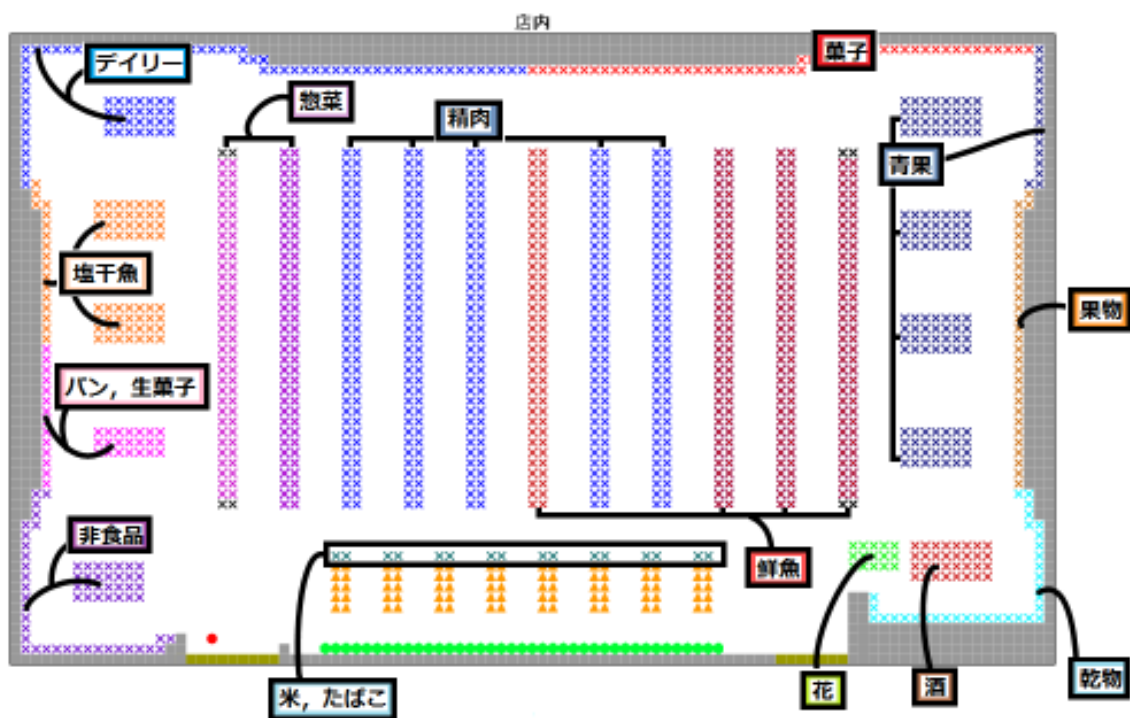 店内
菓子
デイリー
惣菜
精肉
青果
塩干魚
果物
パン，生菓子
非食品
鮮魚
米，たばこ
花
酒
乾物